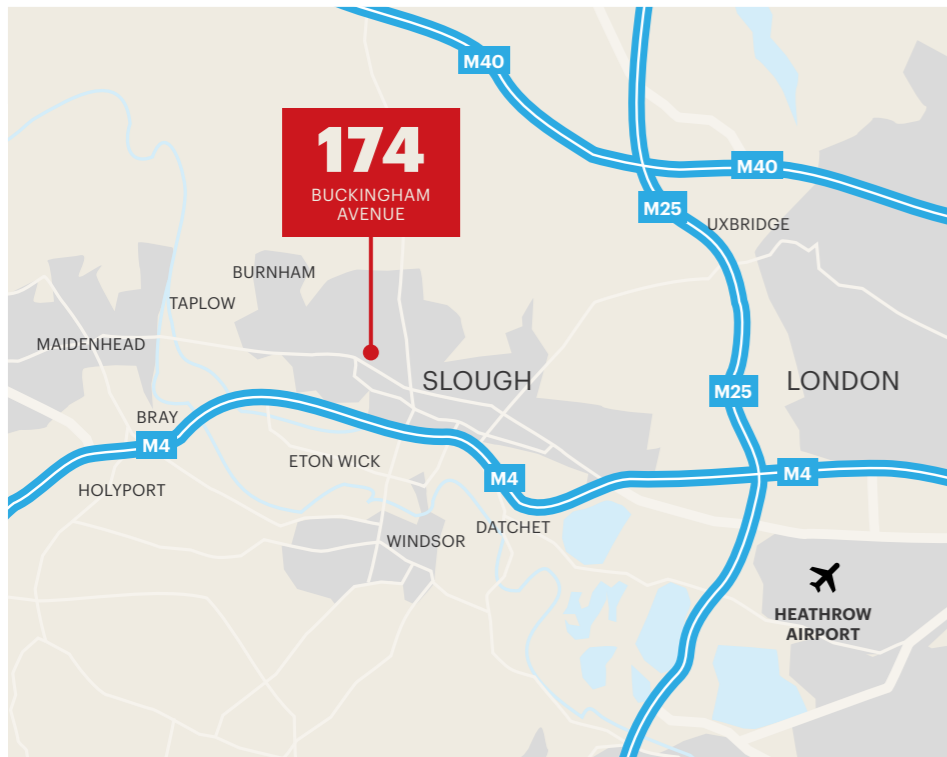 M40
174
BUCKINGHAM
AVENUE
M40
M25
UXBRIDGE
BURNHAM
TAPLOW
MAIDENHEAD
SLOUGH
M25
LONDON
BRAY
M4
ETON WICK
M4
M4
HOLYPORT
DATCHET
WINDSOR
HEATHROW
AIRPORT